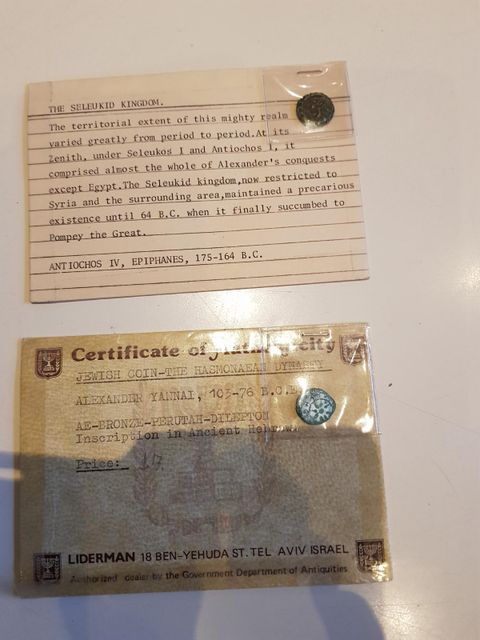 THE SELEUKID KINGDOM.
The territorial extent of this mighty realm
varied greatly from period to period.At its
Zenith, under Seleukos I and Antiochos I, it
comprised almost the whole of Alexander's conquests
except Egypt.The Seleukid kingdom,now restricted to
Syria and the surrounding area,maintained a precarious
existence until 64 B.C. when it finally succumbed to
Pompey the Great.
ANTIOCHOS IV, EPIPHANES, 175-164 B.C.
Certificate of Authenticity
JEWISH COIN-THE HASMONAEAN DYNASTY
ALEXANDER YANNAI, 103-76 B.C.E.
AE-BRONZE-PERUTAH-DILEPTON
Inscription in Ancient Hebrew
Price:
LIDERMAN 18 BEN-YEHUDA ST. TEL AVIV ISRAEL
Authorized dealer by the Government Department of Antiquities